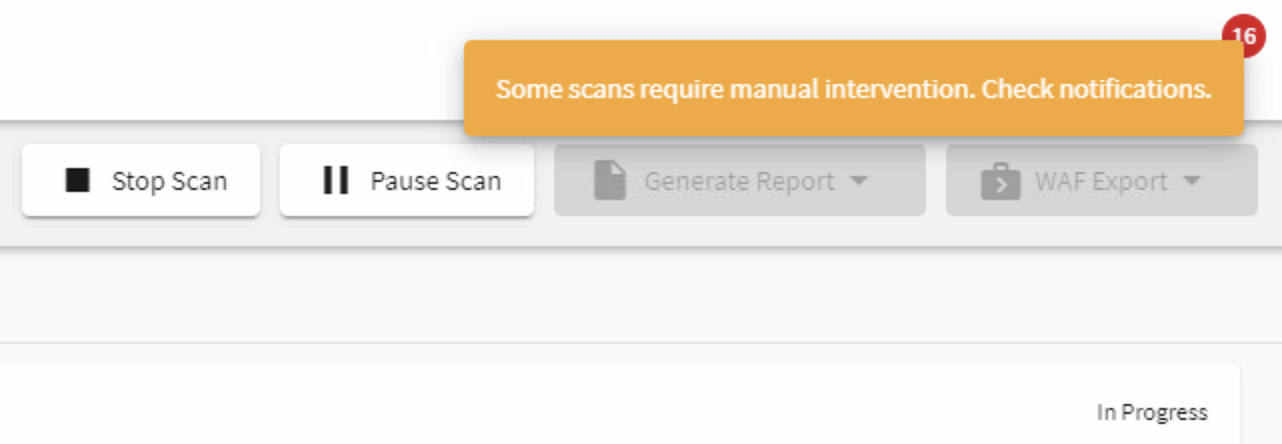 16
Some scans require manual intervention. Check notifications.
Stop Scan
Pause Scan
Generate Report
WAF Export
In Progress